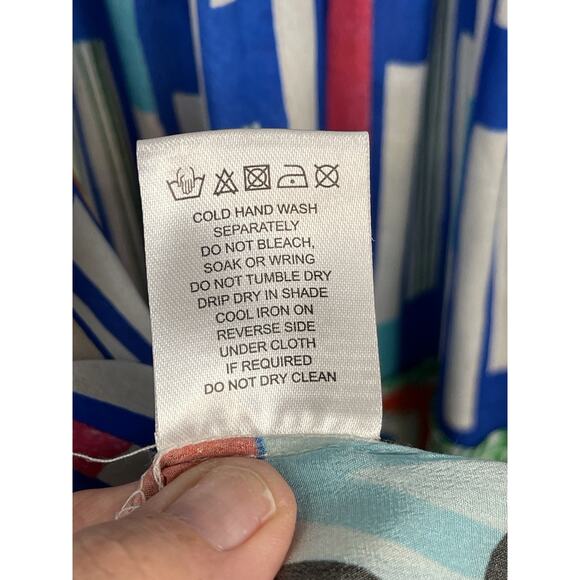 COLD HAND WASH
SEPARATELY
DO NOT BLEACH,
SOAK OR WRING
DO NOT TUMBLE DRY
DRIP DRY IN SHADE
COOL IRON ON
REVERSE SIDE
UNDER CLOTH
IF REQUIRED
DO NOT DRY CLEAN